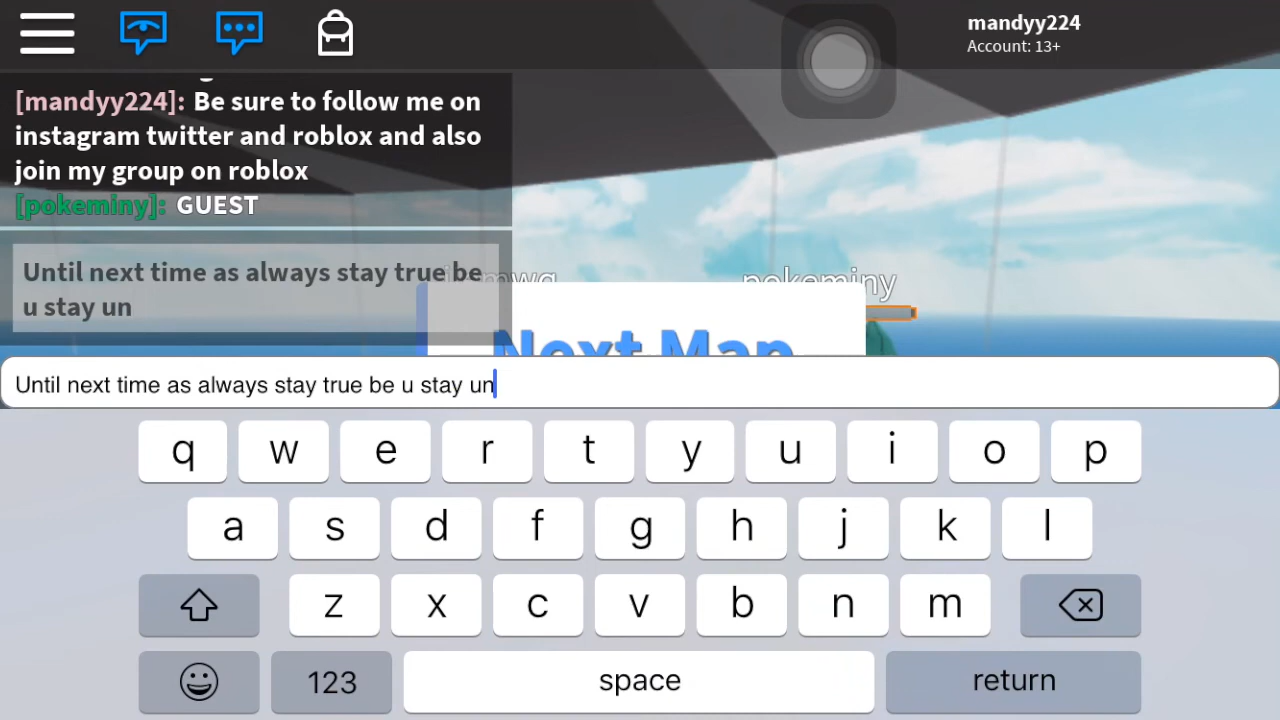 mandyy224
Account: 13+
[mandyy224]: Be sure to follow me on
instagram twitter and roblox and also
join my group on roblox
[pokeminy]: GUEST
Until next time as always stay true be
u stay un
pokeminy
Next Map
Until next time as always stay true be u stay un
q w e r t y u i o p
a s d f g h j k l
z x c v b n m
123 space return